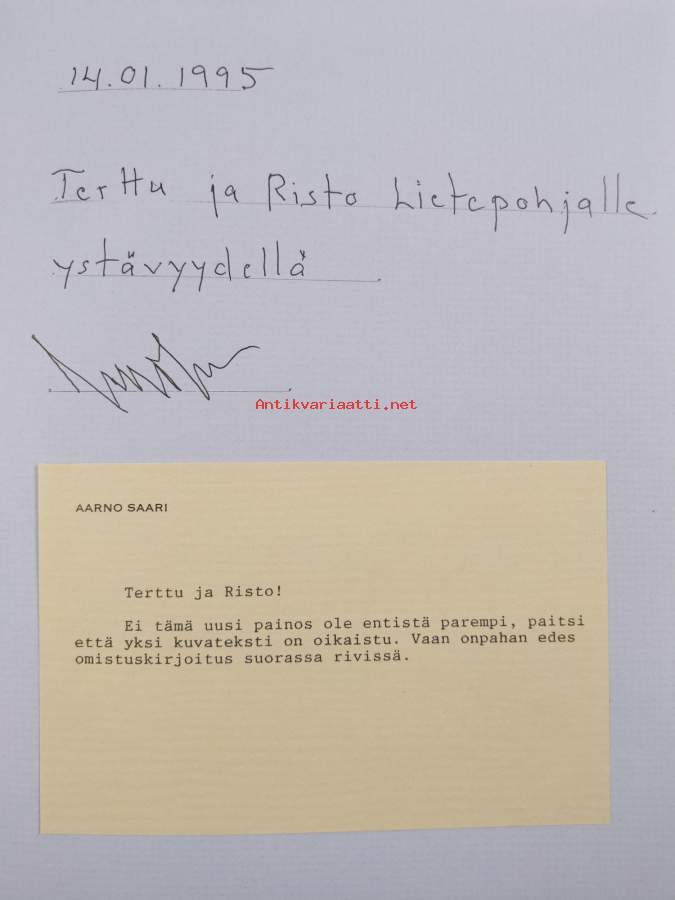 14.01.1995
Terttu ja Risto Lietepohjalle
ystävyydellä
Antikvariaatti.net
AARNO SAARI
Terttu ja Risto!
Ei tämä uusi painos ole entistä parempi, paitsi
että yksi kuvateksti on oikaistu. Vaan onpahan edes
omistuskirjoitus suorassa rivissä.